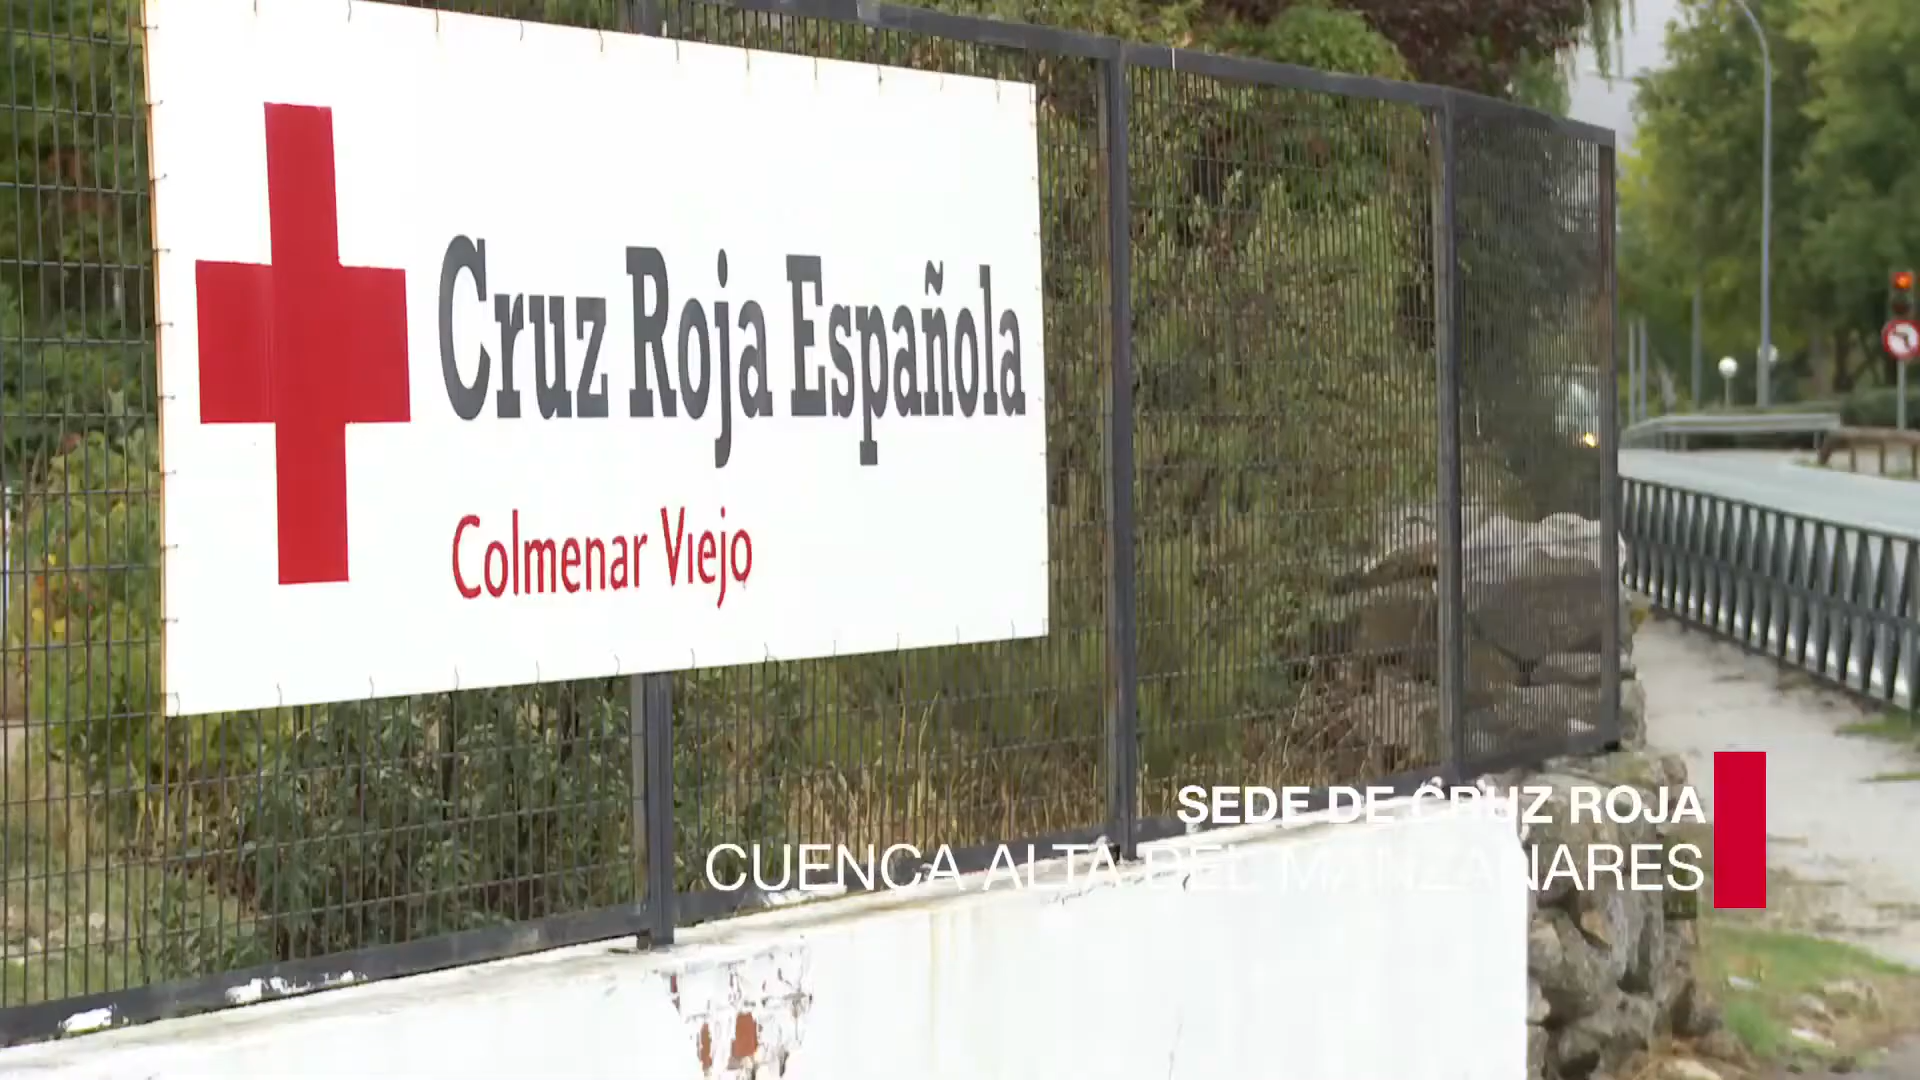 Cruz Roja Española
Colmenar Viejo
SEDE DE CRUZ ROJA
CUENCA ALTA DEL MANZANARES